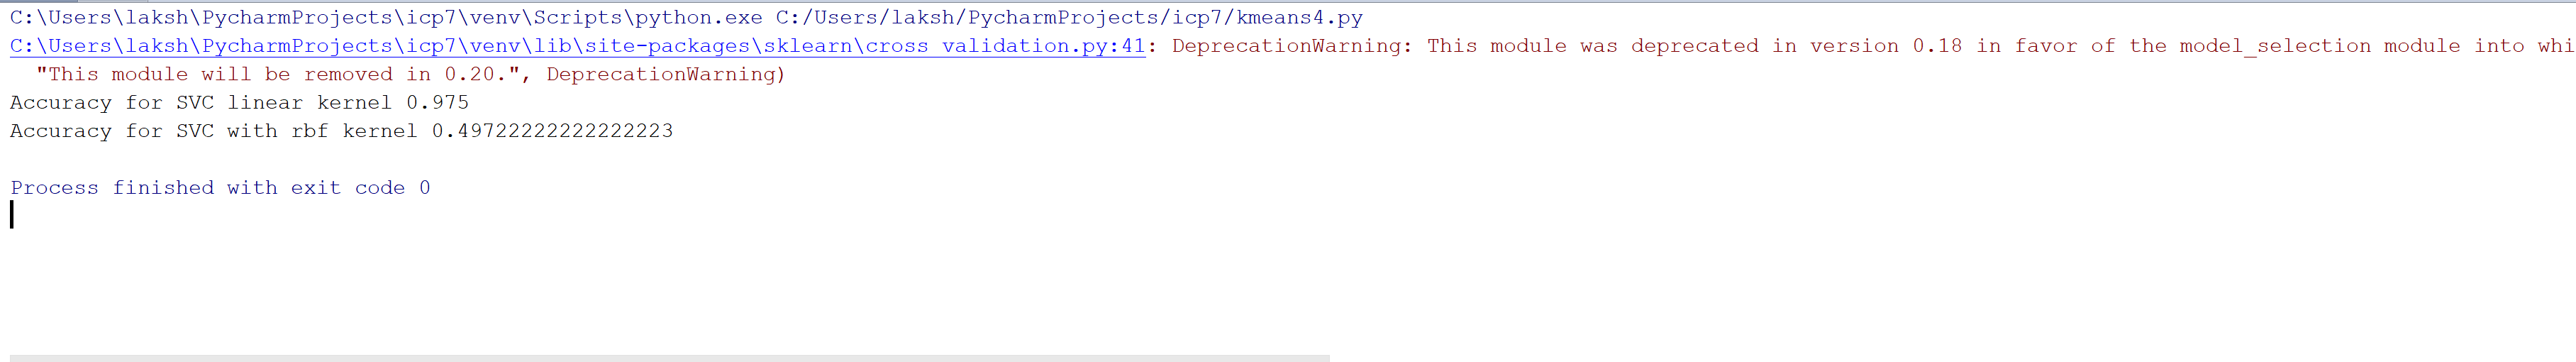 C:\Users\laksh\PycharmProjects\icp7\venv\Scripts\python.exe C:/Users/laksh/PycharmProjects/icp7/kmeans4.py
C:\Users\laksh\PycharmProjects\icp7\venv\lib\site-packages\sklearn\cross_validation.py:41: DeprecationWarning: This module was deprecated in version 0.18 in favor of the model_selection module into whi
"This module will be removed in 0.20.", DeprecationWarning)
Accuracy for SVC linear kernel 0.975
Accuracy for SVC with rbf kernel 0.49722222222222223
Process finished with exit code 0